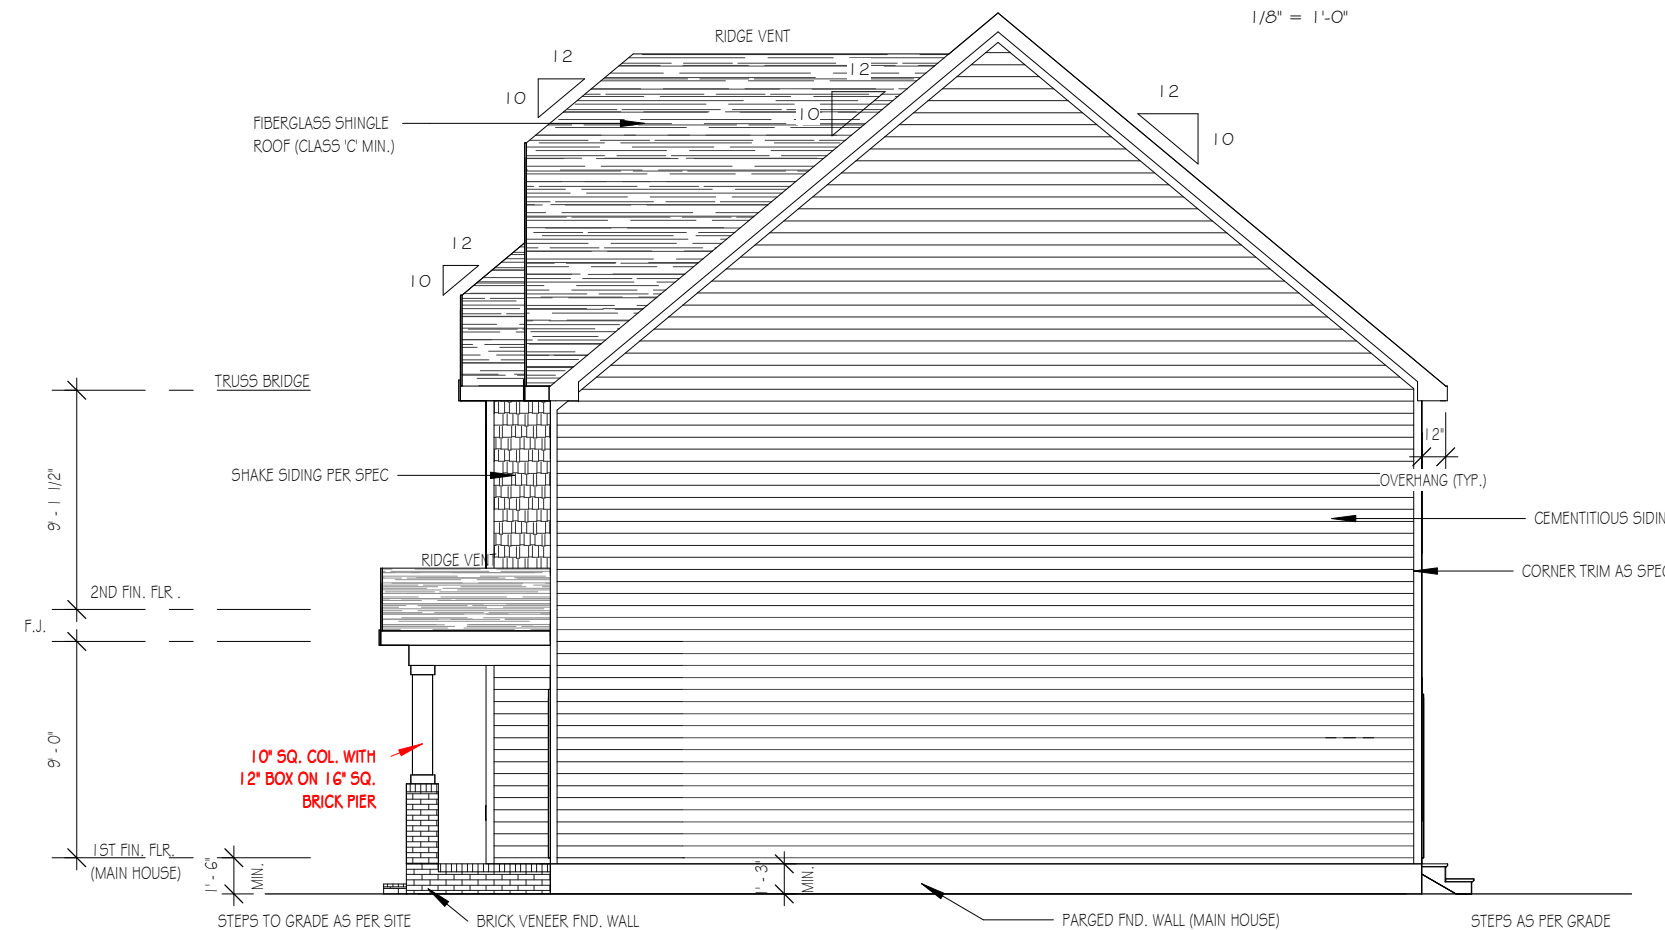 1/8" = 1'-0"
RIDGE VENT
12
10
12
10
12
10
FIBERGLASS SHINGLE
ROOF (CLASS 'C' MIN.)
12
10
TRUSS BRIDGE
12"
OVERHANG (TYP.)
9' - 1 1/2"
SHAKE SIDING PER SPEC
CEMENTITIOUS SIDIN
RIDGE VENT
CORNER TRIM AS SPEC
2ND FIN. FLR .
F.J.
9' - 0"
10" SQ. COL. WITH
12" BOX ON 16" SQ.
BRICK PIER
1ST FIN. FLR.
(MAIN HOUSE)
1' - 6"
MIN.
1' - 3"
MIN.
STEPS TO GRADE AS PER SITE
BRICK VENEER FND. WALL
PARGED FND. WALL (MAIN HOUSE)
STEPS AS PER GRADE